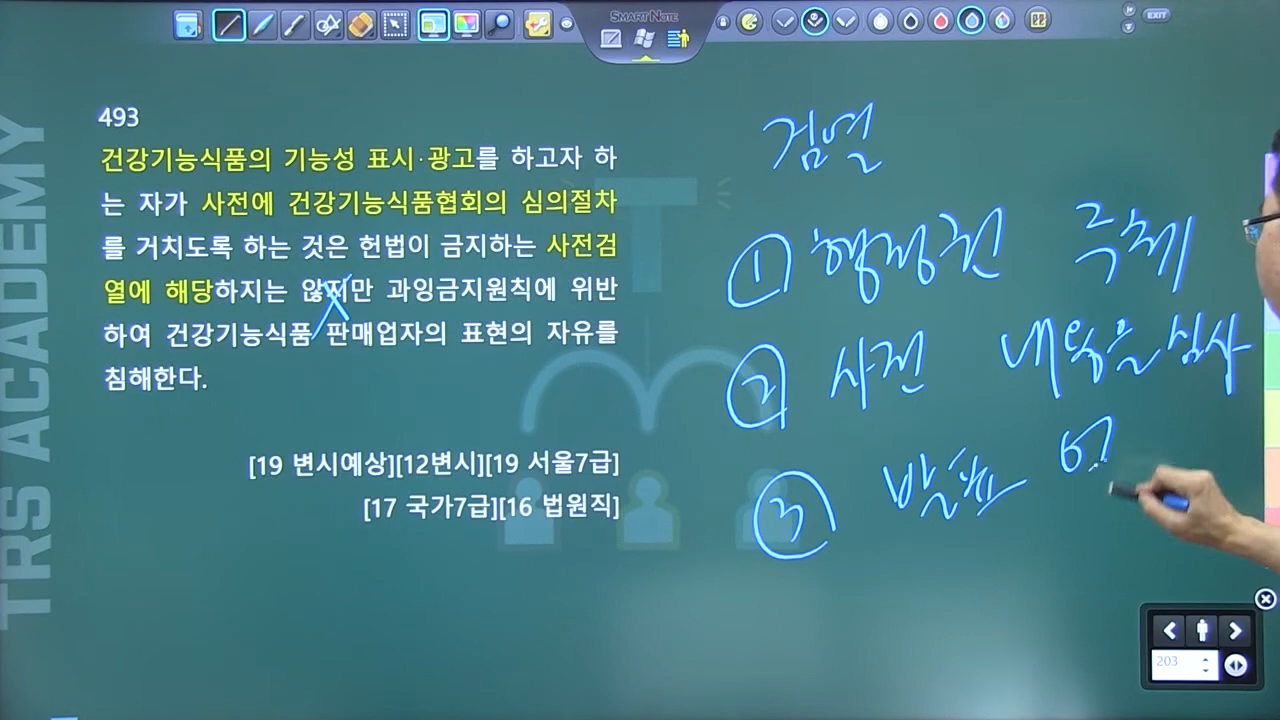 SMART NOTE
EXIT
TRS ACADEMY
493
건강기능식품의 기능성 표시·광고를 하고자 하
는 자가 사전에 건강기능식품협회의 심의절차
를 거치도록 하는 것은 헌법이 금지하는 사전검
열에 해당하지는 않지만 과잉금지원칙에 위반
하여 건강기능식품 판매업자의 표현의 자유를
침해한다.
[19 변시예상][12변시][19 서울7급]
[17 국가7급][16 법원직]
검열
① 행정권 주체
② 사전 내용을 심사
③ 발표
203